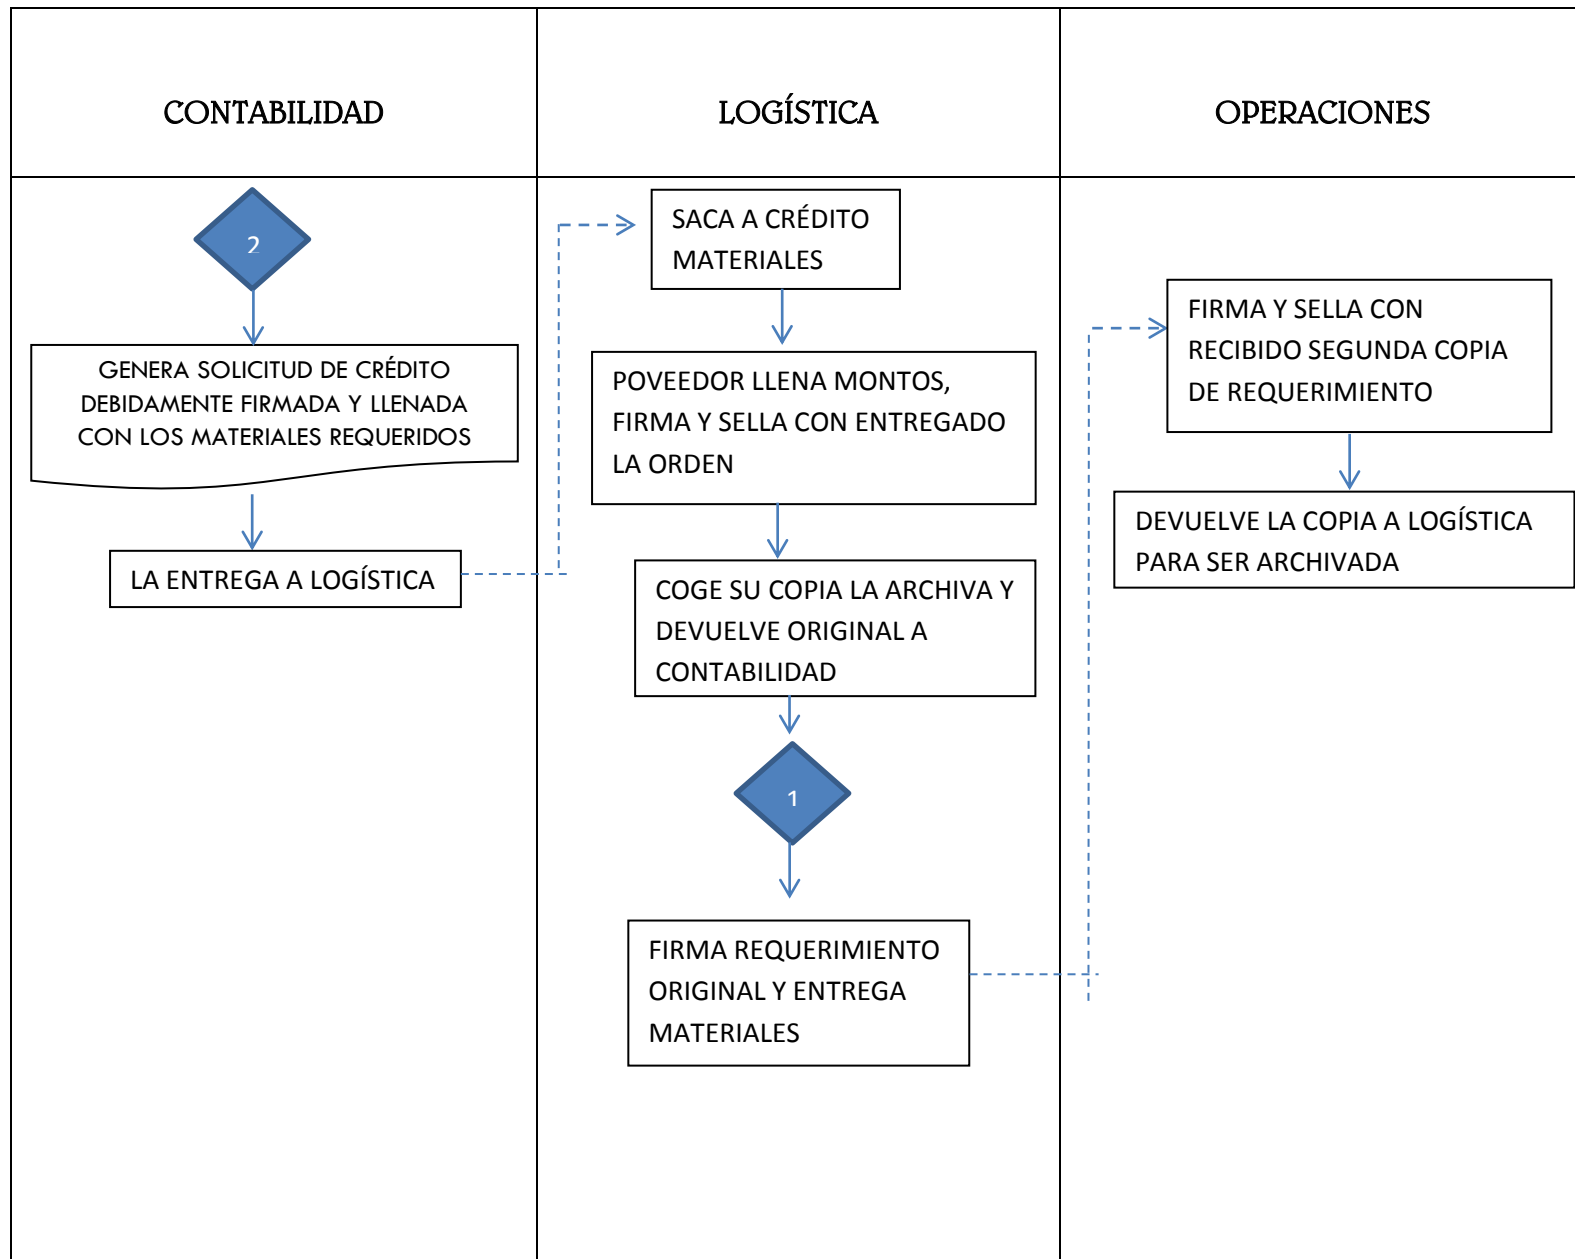 CONTABILIDAD
LOGÍSTICA
OPERACIONES
2
GENERA SOLICITUD DE CRÉDITO
DEBIDAMENTE FIRMADA Y LLENADA
CON LOS MATERIALES REQUERIDOS
LA ENTREGA A LOGÍSTICA
SACA A CRÉDITO
MATERIALES
POVEEDOR LLENA MONTOS,
FIRMA Y SELLA CON ENTREGADO
LA ORDEN
COGE SU COPIA LA ARCHIVA Y
DEVUELVE ORIGINAL A
CONTABILIDAD
1
FIRMA REQUERIMIENTO
ORIGINAL Y ENTREGA
MATERIALES
FIRMA Y SELLA CON
RECIBIDO SEGUNDA COPIA
DE REQUERIMIENTO
DEVUELVE LA COPIA A LOGÍSTICA
PARA SER ARCHIVADA